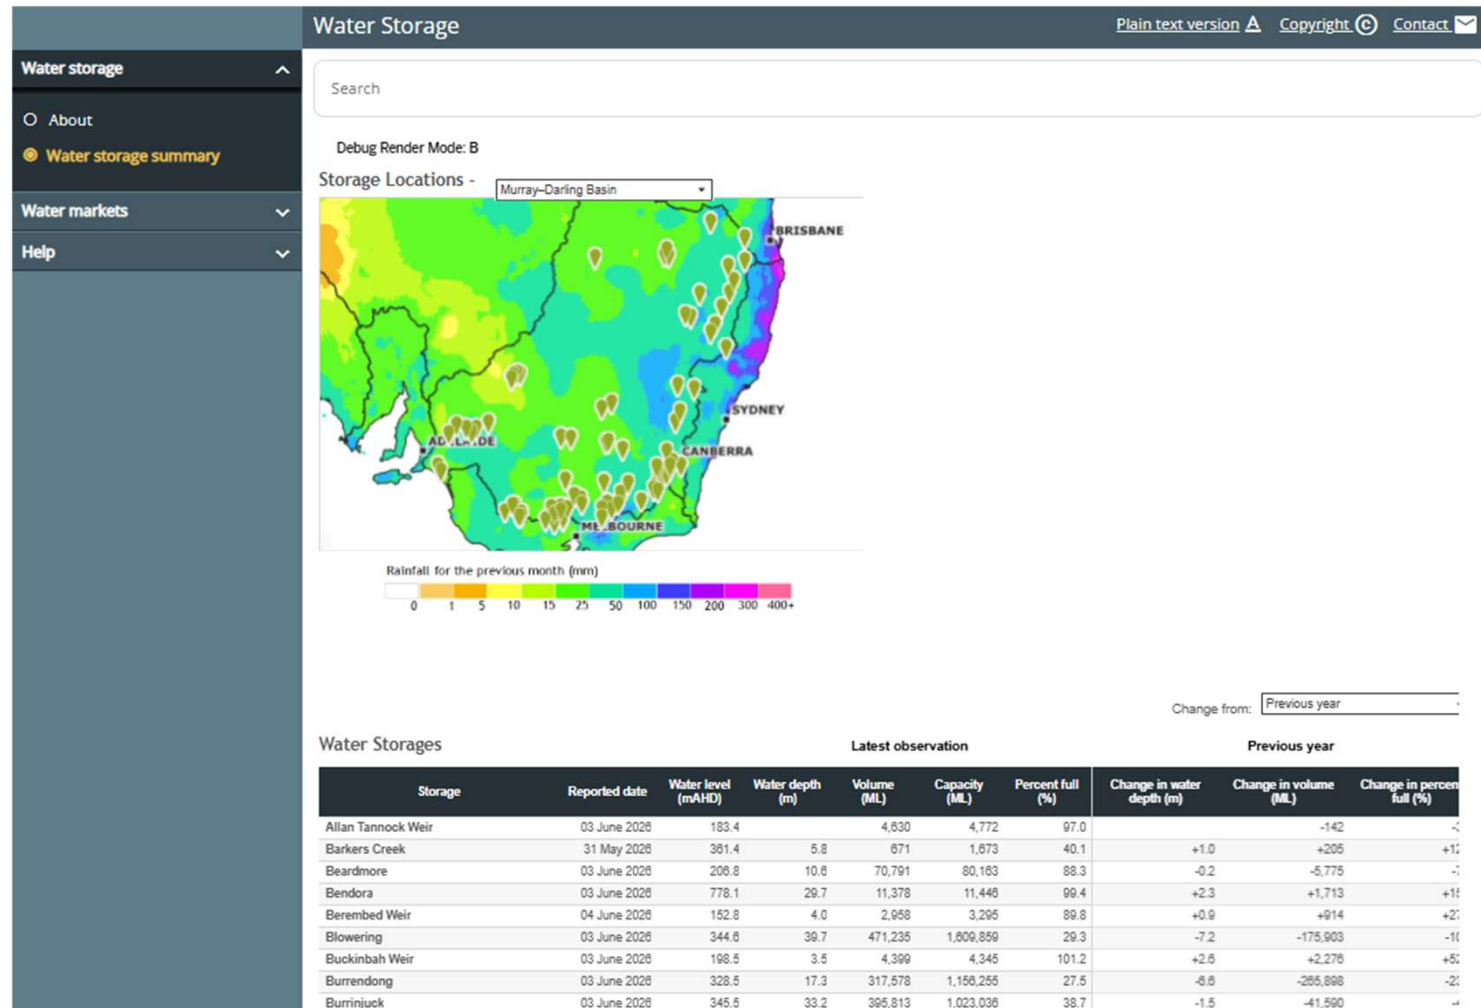 Water Storage
Plain text version A Copyright © Contact
Water storage
Search
About
Water storage summary
Water markets
Help
Debug Render Mode: B
Storage Locations - Murray–Darling Basin
BRISBANE
SYDNEY
ADELAIDE
CANBERRA
MELBOURNE
Rainfall for the previous month (mm)
0 1 5 10 15 25 50 100 150 200 300 400+
Change from: Previous year
Water Storages Latest observation Previous year
Storage Reported date Water level (mAHD) Water depth (m) Volume (ML) Capacity (ML) Percent full (%) Change in water depth (m) Change in volume (ML) Change in percen full (%)
Allan Tannock Weir 03 June 2026 183.4 4,630 4,772 97.0 -142
Barkers Creek 31 May 2026 361.4 5.8 671 1,673 40.1 +1.0 +205 +12
Beardmore 03 June 2026 206.8 10.6 70,791 80,163 88.3 -0.2 -5,775
Bendora 03 June 2026 778.1 29.7 11,378 11,446 99.4 +2.3 +1,713 +15
Berembed Weir 04 June 2026 152.8 4.0 2,958 3,295 89.8 +0.9 +914 +27
Blowering 03 June 2026 344.6 39.7 471,235 1,609,859 29.3 -7.2 -175,903 -10
Buckinbah Weir 03 June 2026 198.5 3.5 4,399 4,345 101.2 +2.6 +2,276 +52
Burrendong 03 June 2026 328.5 17.3 317,578 1,156,255 27.5 -6.6 -265,898 -23
Burrinjuck 03 June 2026 345.5 33.2 395,813 1,023,036 38.7 -1.5 -41,590